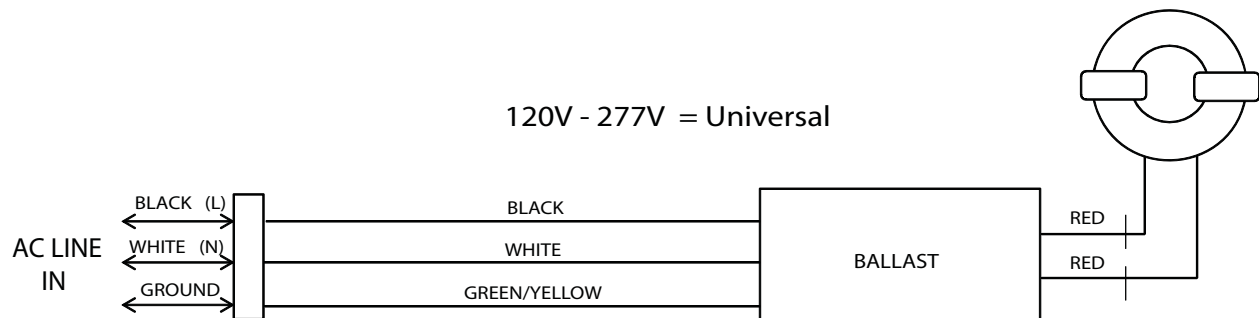 120V - 277V = Universal
BLACK (L)
BLACK
RED
AC LINE
IN
WHITE (N)
WHITE
BALLAST
RED
GROUND
GREEN/YELLOW